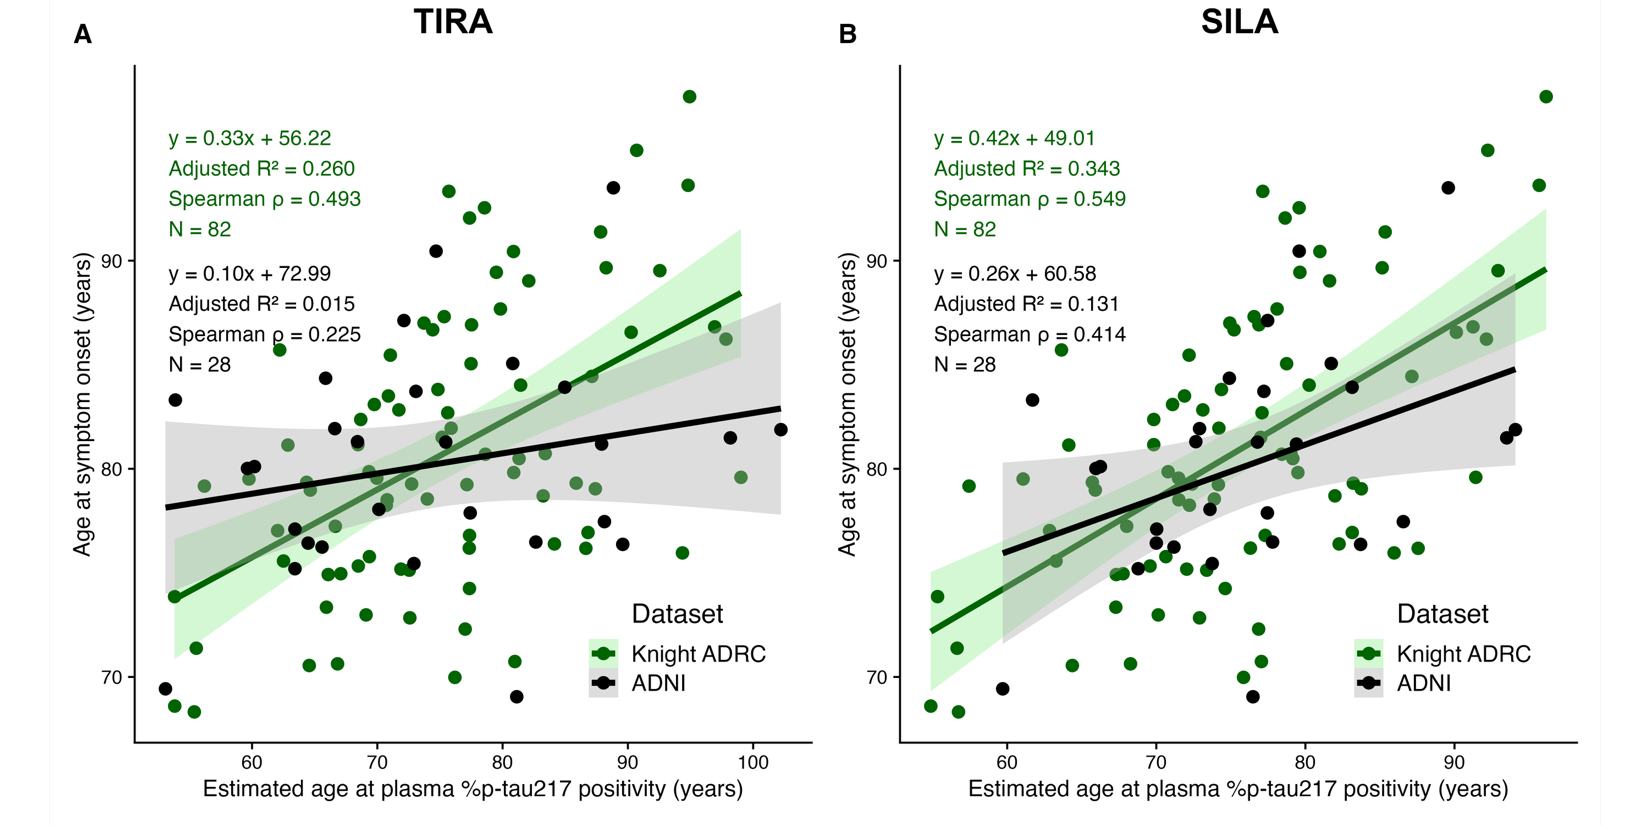 TIRA
SILA
A
B
y = 0.33x + 56.22
Adjusted R² = 0.260
Spearman ρ = 0.493
N = 82
y = 0.10x + 72.99
Adjusted R² = 0.015
Spearman ρ = 0.225
N = 28
90
80
70
Age at symptom onset (years)
60
70
80
90
100
Estimated age at plasma %p-tau217 positivity (years)
Dataset
Knight ADRC
ADNI
y = 0.42x + 49.01
Adjusted R² = 0.343
Spearman ρ = 0.549
N = 82
y = 0.26x + 60.58
Adjusted R² = 0.131
Spearman ρ = 0.414
N = 28
90
80
70
Age at symptom onset (years)
60
70
80
90
Estimated age at plasma %p-tau217 positivity (years)
Dataset
Knight ADRC
ADNI